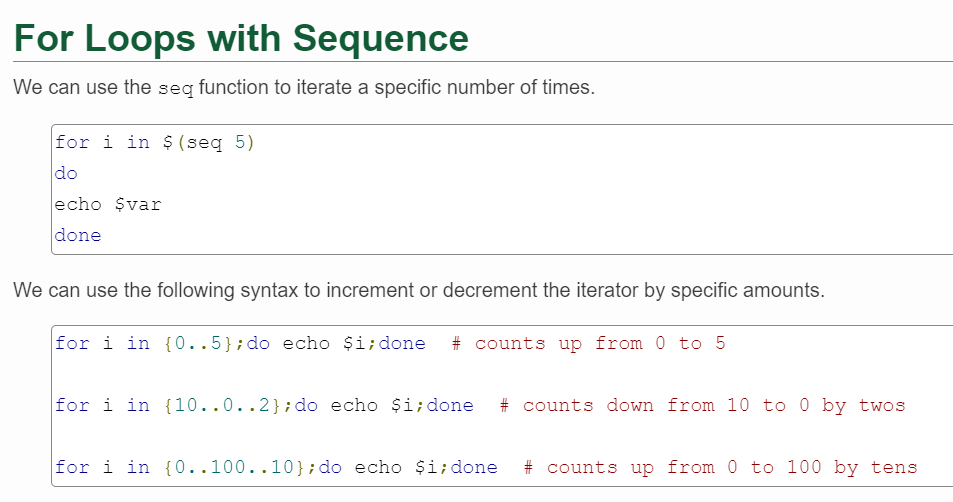 For Loops with Sequence
We can use the seq function to iterate a specific number of times.
for i in $(seq 5)
do
echo $var
done
We can use the following syntax to increment or decrement the iterator by specific amounts.
for i in {0..5};do echo $i;done  # counts up from 0 to 5
for i in {10..0..2};do echo $i;done  # counts down from 10 to 0 by twos
for i in {0..100..10};do echo $i;done  # counts up from 0 to 100 by tens